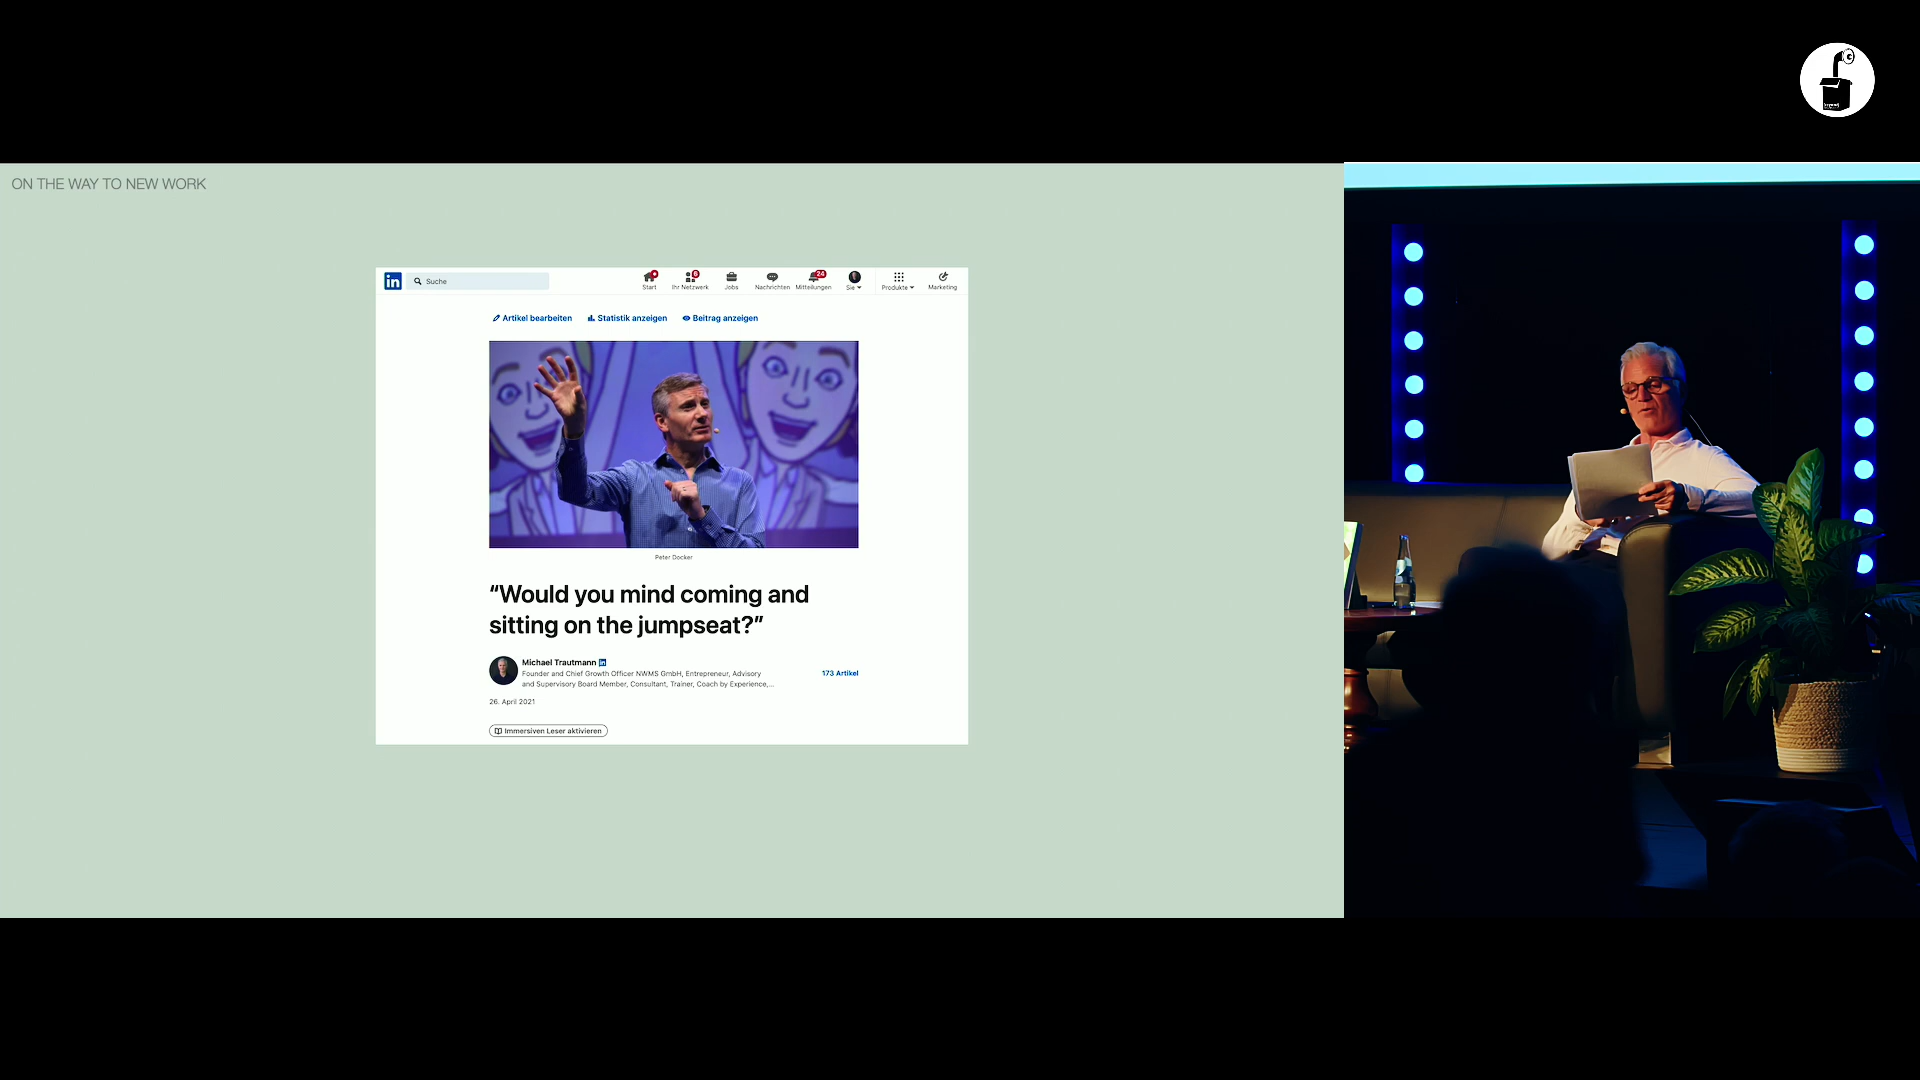 ON THE WAY TO NEW WORK
in
Suche
Start
6
Ihr Netzwerk
Jobs
Nachrichten
24
Mitteilungen
Sie
Produkte
Marketing
Artikel bearbeiten
Statistik anzeigen
Beitrag anzeigen
Peter Docker
“Would you mind coming and
sitting on the jumpseat?”
Michael Trautmann in
Founder and Chief Growth Officer NWMS GmbH, Entrepreneur, Advisory
and Supervisory Board Member, Consultant, Trainer, Coach by Experience,...
173 Artikel
26. April 2021
Immersiven Leser aktivieren